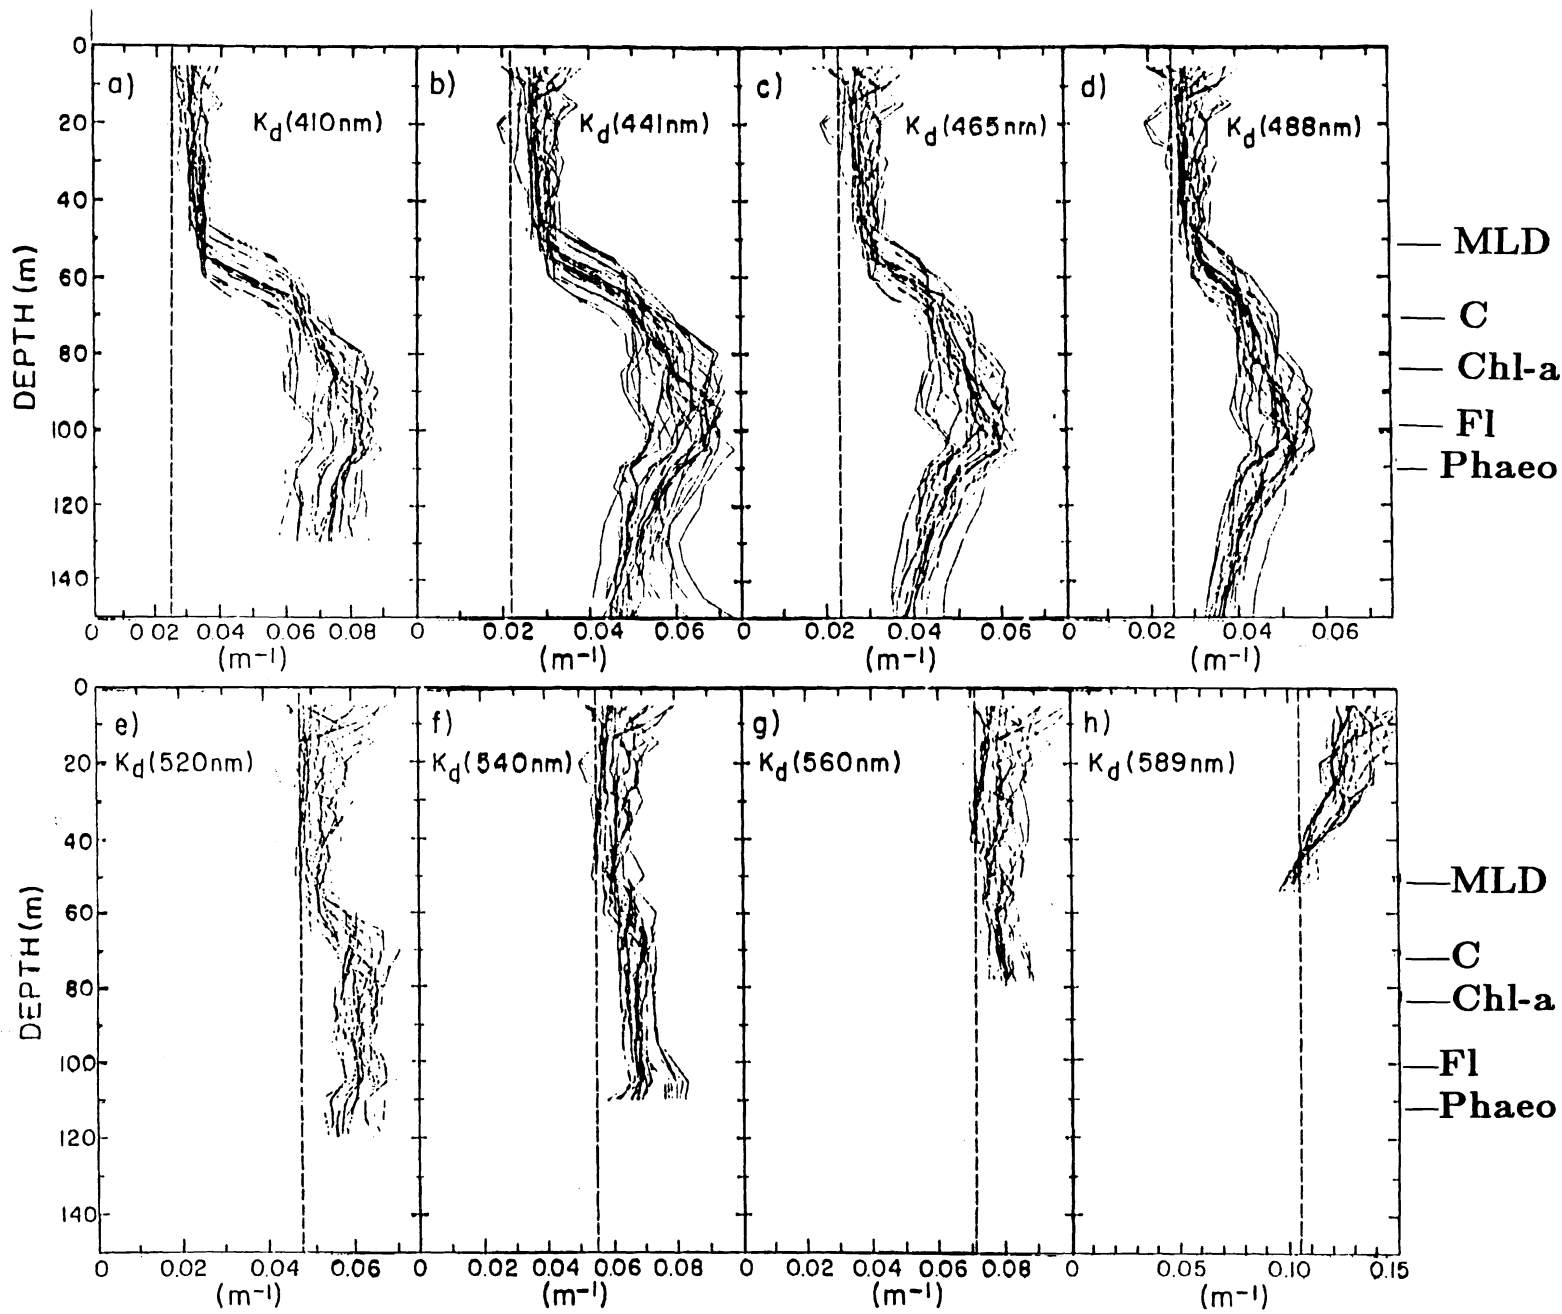 a) b) c) d)
K_d(410nm) K_d(441nm) K_d(465nm) K_d(488nm)
0
20
40
60
80
100
120
140
DEPTH (m)
MLD
C
Chl-a
Fl
Phaeo
0 0.02 0.04 0.06 0.08 0 0.02 0.04 0.06 0 0.02 0.04 0.06 0 0.02 0.04 0.06
(m⁻¹) (m⁻¹) (m⁻¹) (m⁻¹)
e) f) g) h)
K_d(520nm) K_d(540nm) K_d(560nm) K_d(589nm)
0
20
40
60
80
100
120
140
DEPTH (m)
MLD
C
Chl-a
Fl
Phaeo
0 0.02 0.04 0.06 0 0.02 0.04 0.06 0.08 0 0.02 0.04 0.06 0.08 0 0.05 0.10 0.15
(m⁻¹) (m⁻¹) (m⁻¹) (m⁻¹)